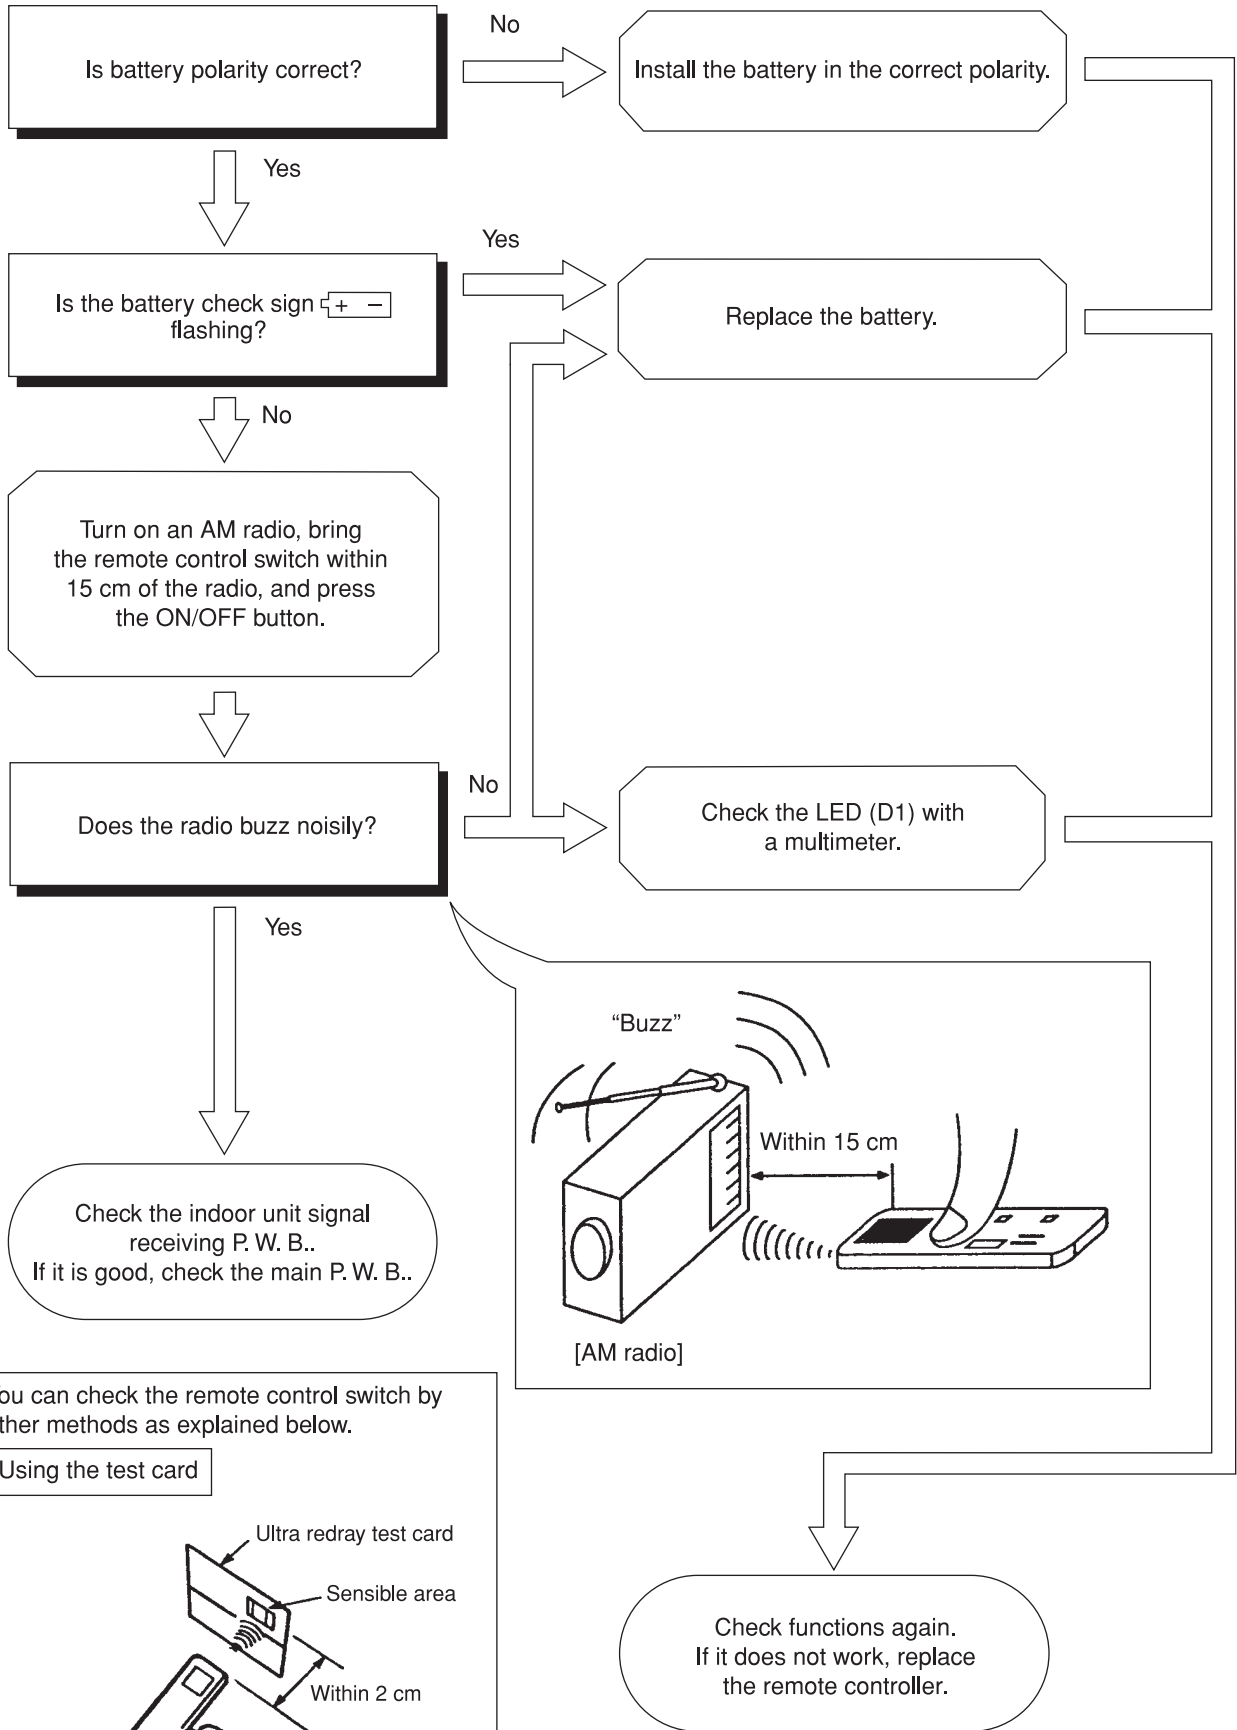 Is battery polarity correct?
No
Install the battery in the correct polarity.
Yes
Is the battery check sign + −
flashing?
Yes
Replace the battery.
No
Turn on an AM radio, bring
the remote control switch within
15 cm of the radio, and press
the ON/OFF button.
Does the radio buzz noisily?
No
Check the LED (D1) with
a multimeter.
Yes
Check the indoor unit signal
receiving P. W. B..
If it is good, check the main P. W. B..
“Buzz”
Within 15 cm
[AM radio]
ou can check the remote control switch by
ther methods as explained below.
Using the test card
Ultra redray test card
Sensible area
Within 2 cm
Check functions again.
If it does not work, replace
the remote controller.